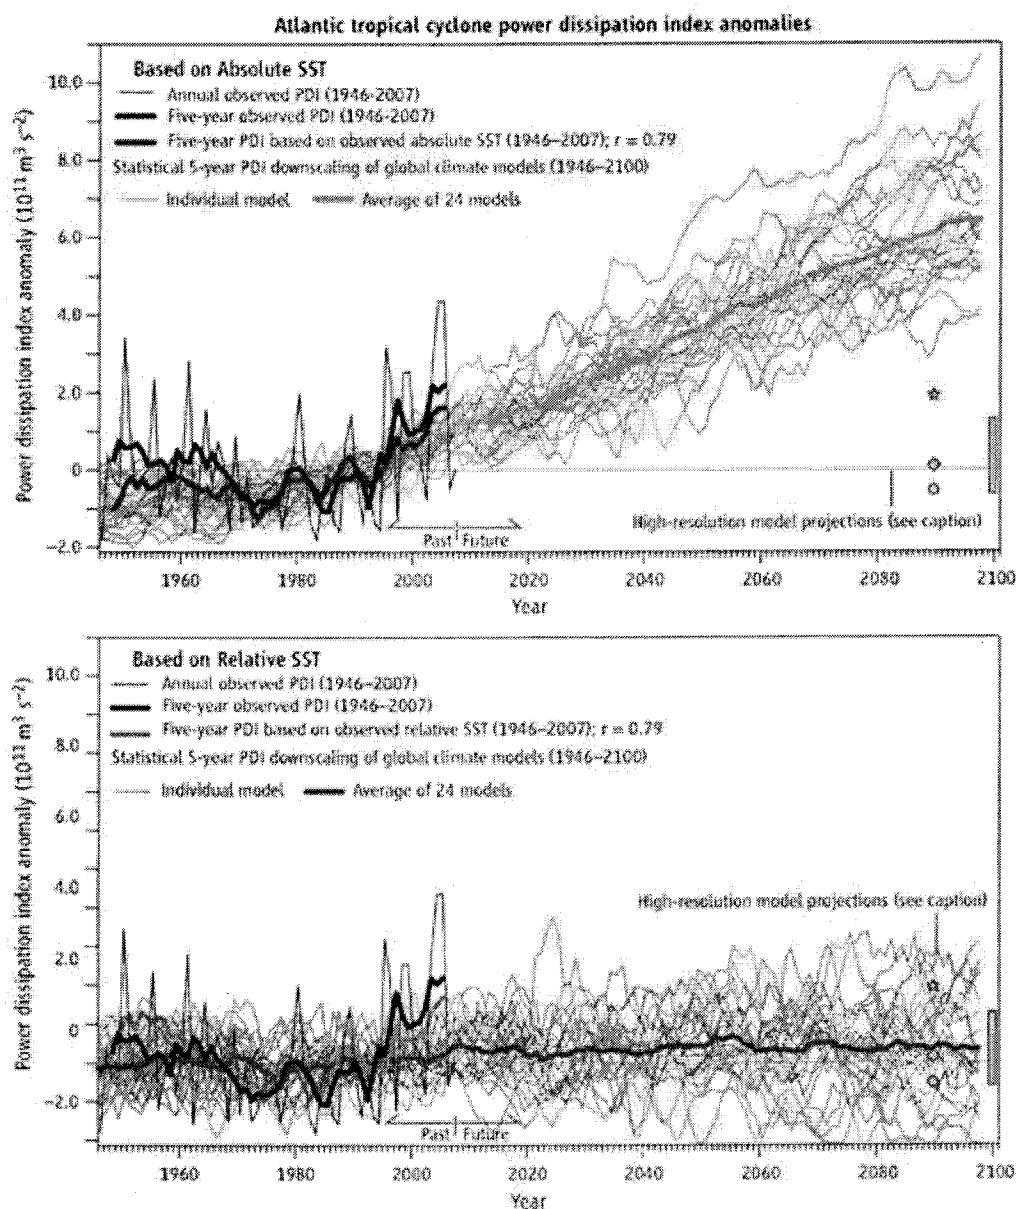 Atlantic tropical cyclone power dissipation index anomalies
Power dissipation index anomaly (10¹¹ m³ s⁻²)
Based on Absolute SST
Annual observed PDI (1946-2007)
Five-year observed PDI (1946-2007)
Five-year PDI based on observed absolute SST (1946–2007); r = 0.79
Statistical 5-year PDI downscaling of global climate models (1946–2100)
Individual model Average of 24 models
10.0
8.0
6.0
4.0
2.0
0
−2.0
High-resolution model projections (see caption)
Past Future
1960 1980 2000 2020 2040 2060 2080 2100
Year
Power dissipation index anomaly (10¹¹ m³ s⁻²)
Based on Relative SST
Annual observed PDI (1946–2007)
Five-year observed PDI (1946–2007)
Five-year PDI based on observed relative SST (1946–2007); r = 0.79
Statistical 5-year PDI downscaling of global climate models (1946–2100)
Individual model Average of 24 models
10.0
8.0
6.0
4.0
2.0
0
−2.0
High-resolution model projections (see caption)
Past Future
1960 1980 2000 2020 2040 2060 2080 2100
Year